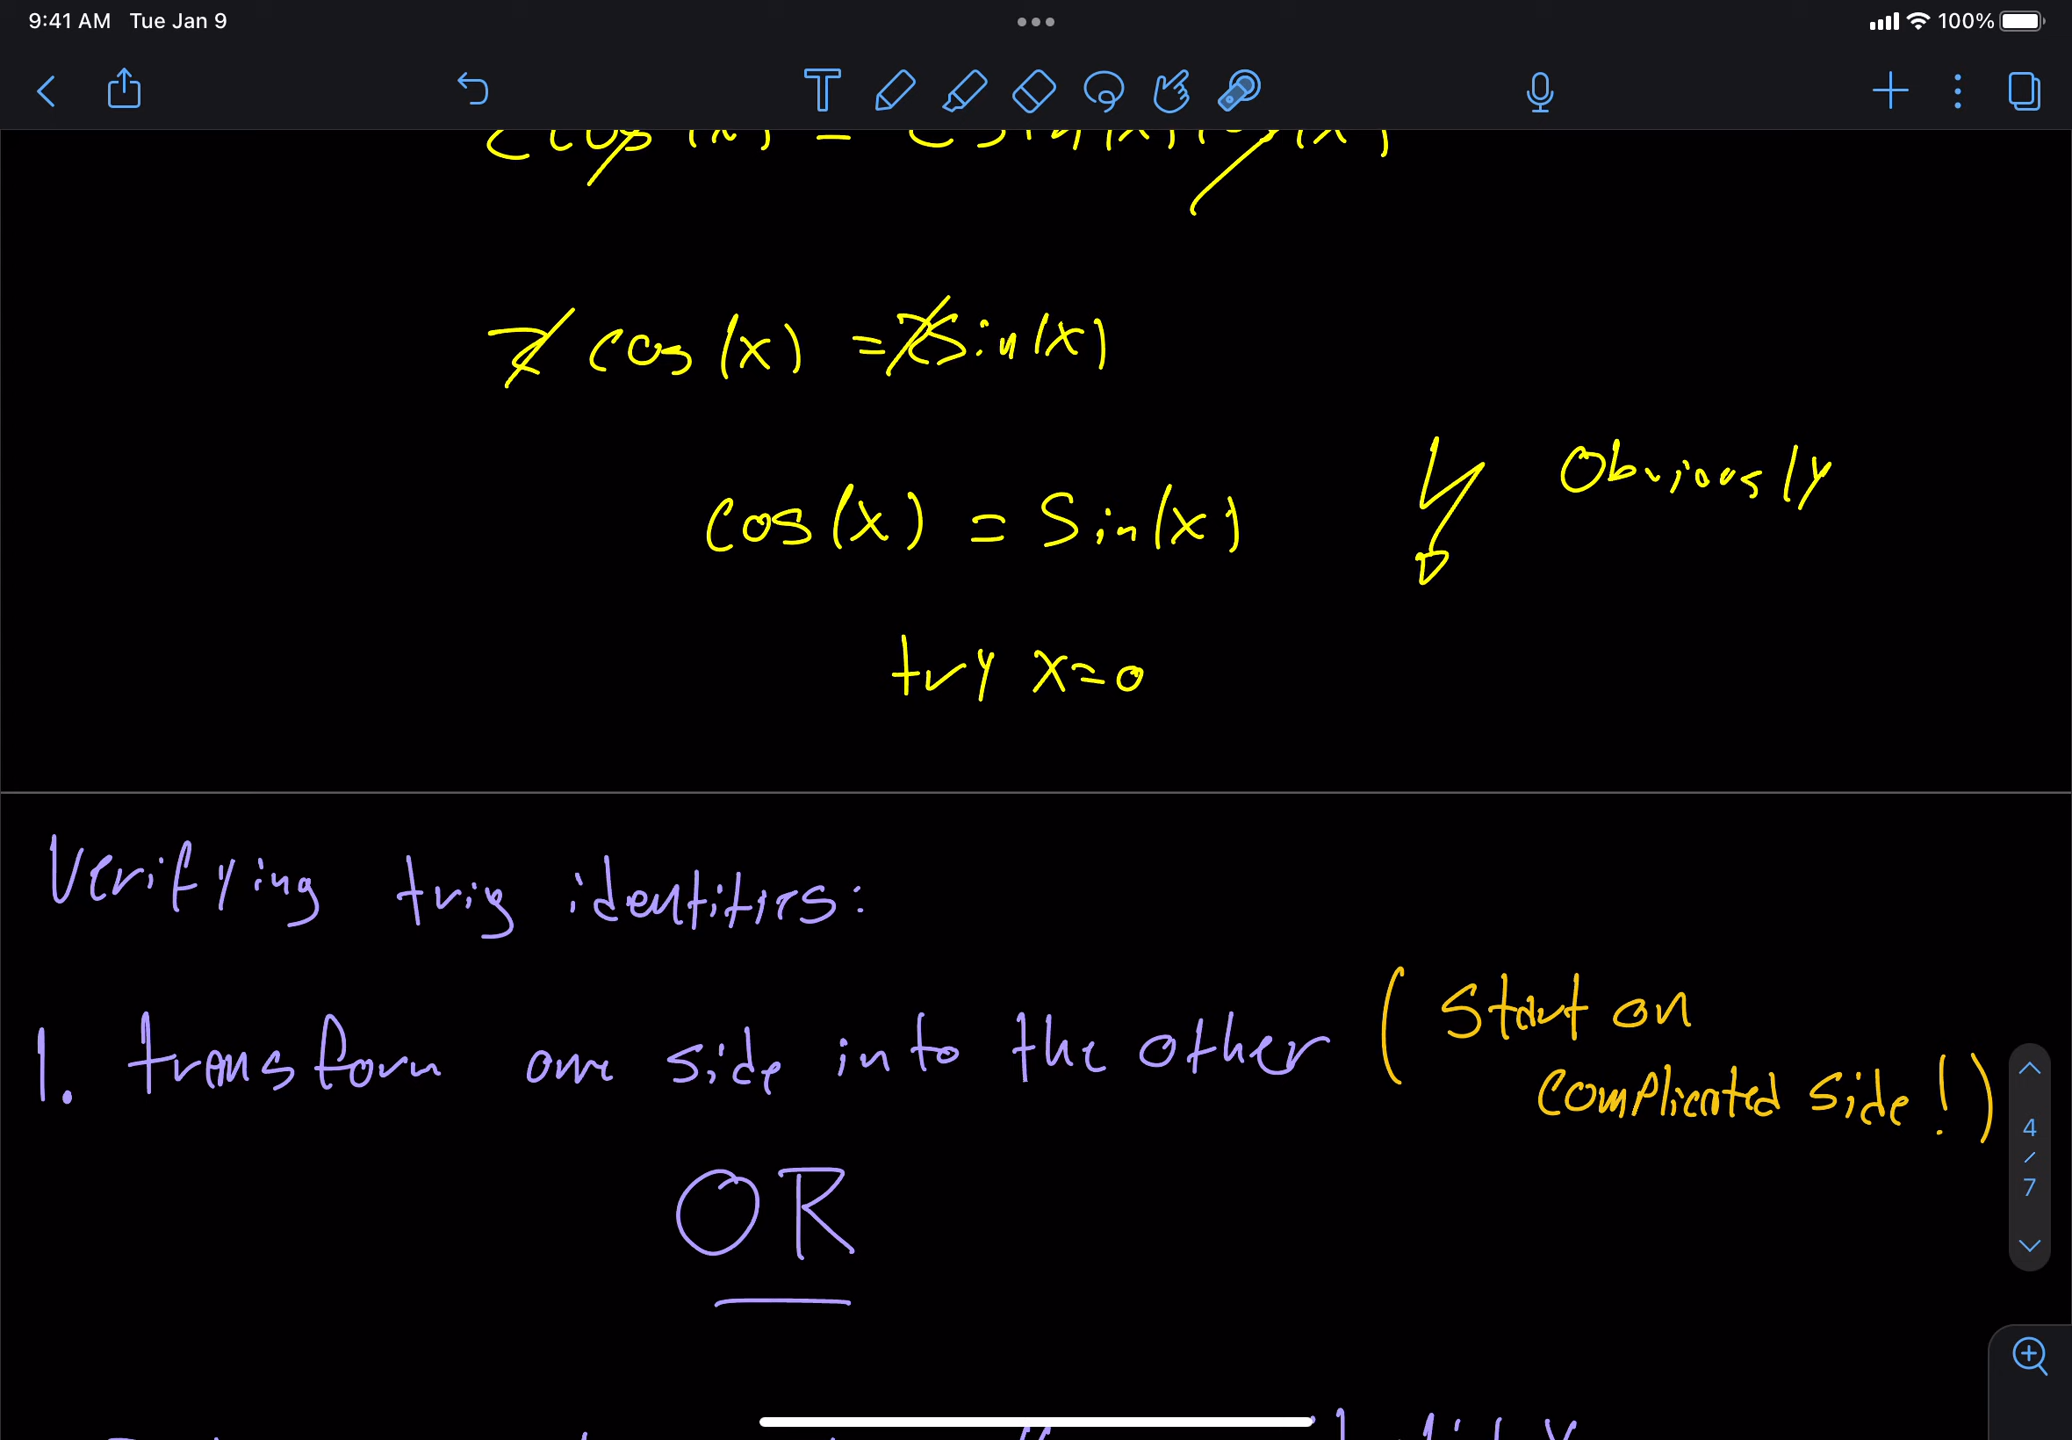 9:41 AM Tue Jan 9
100%
2 cos(x) = 2 Sin(x)
Obviously
cos(x) = Sin(x)
try x=0
Verifying trig identities:
1. transform one side into the other ( Start on
complicated side! )
4
/
7
OR